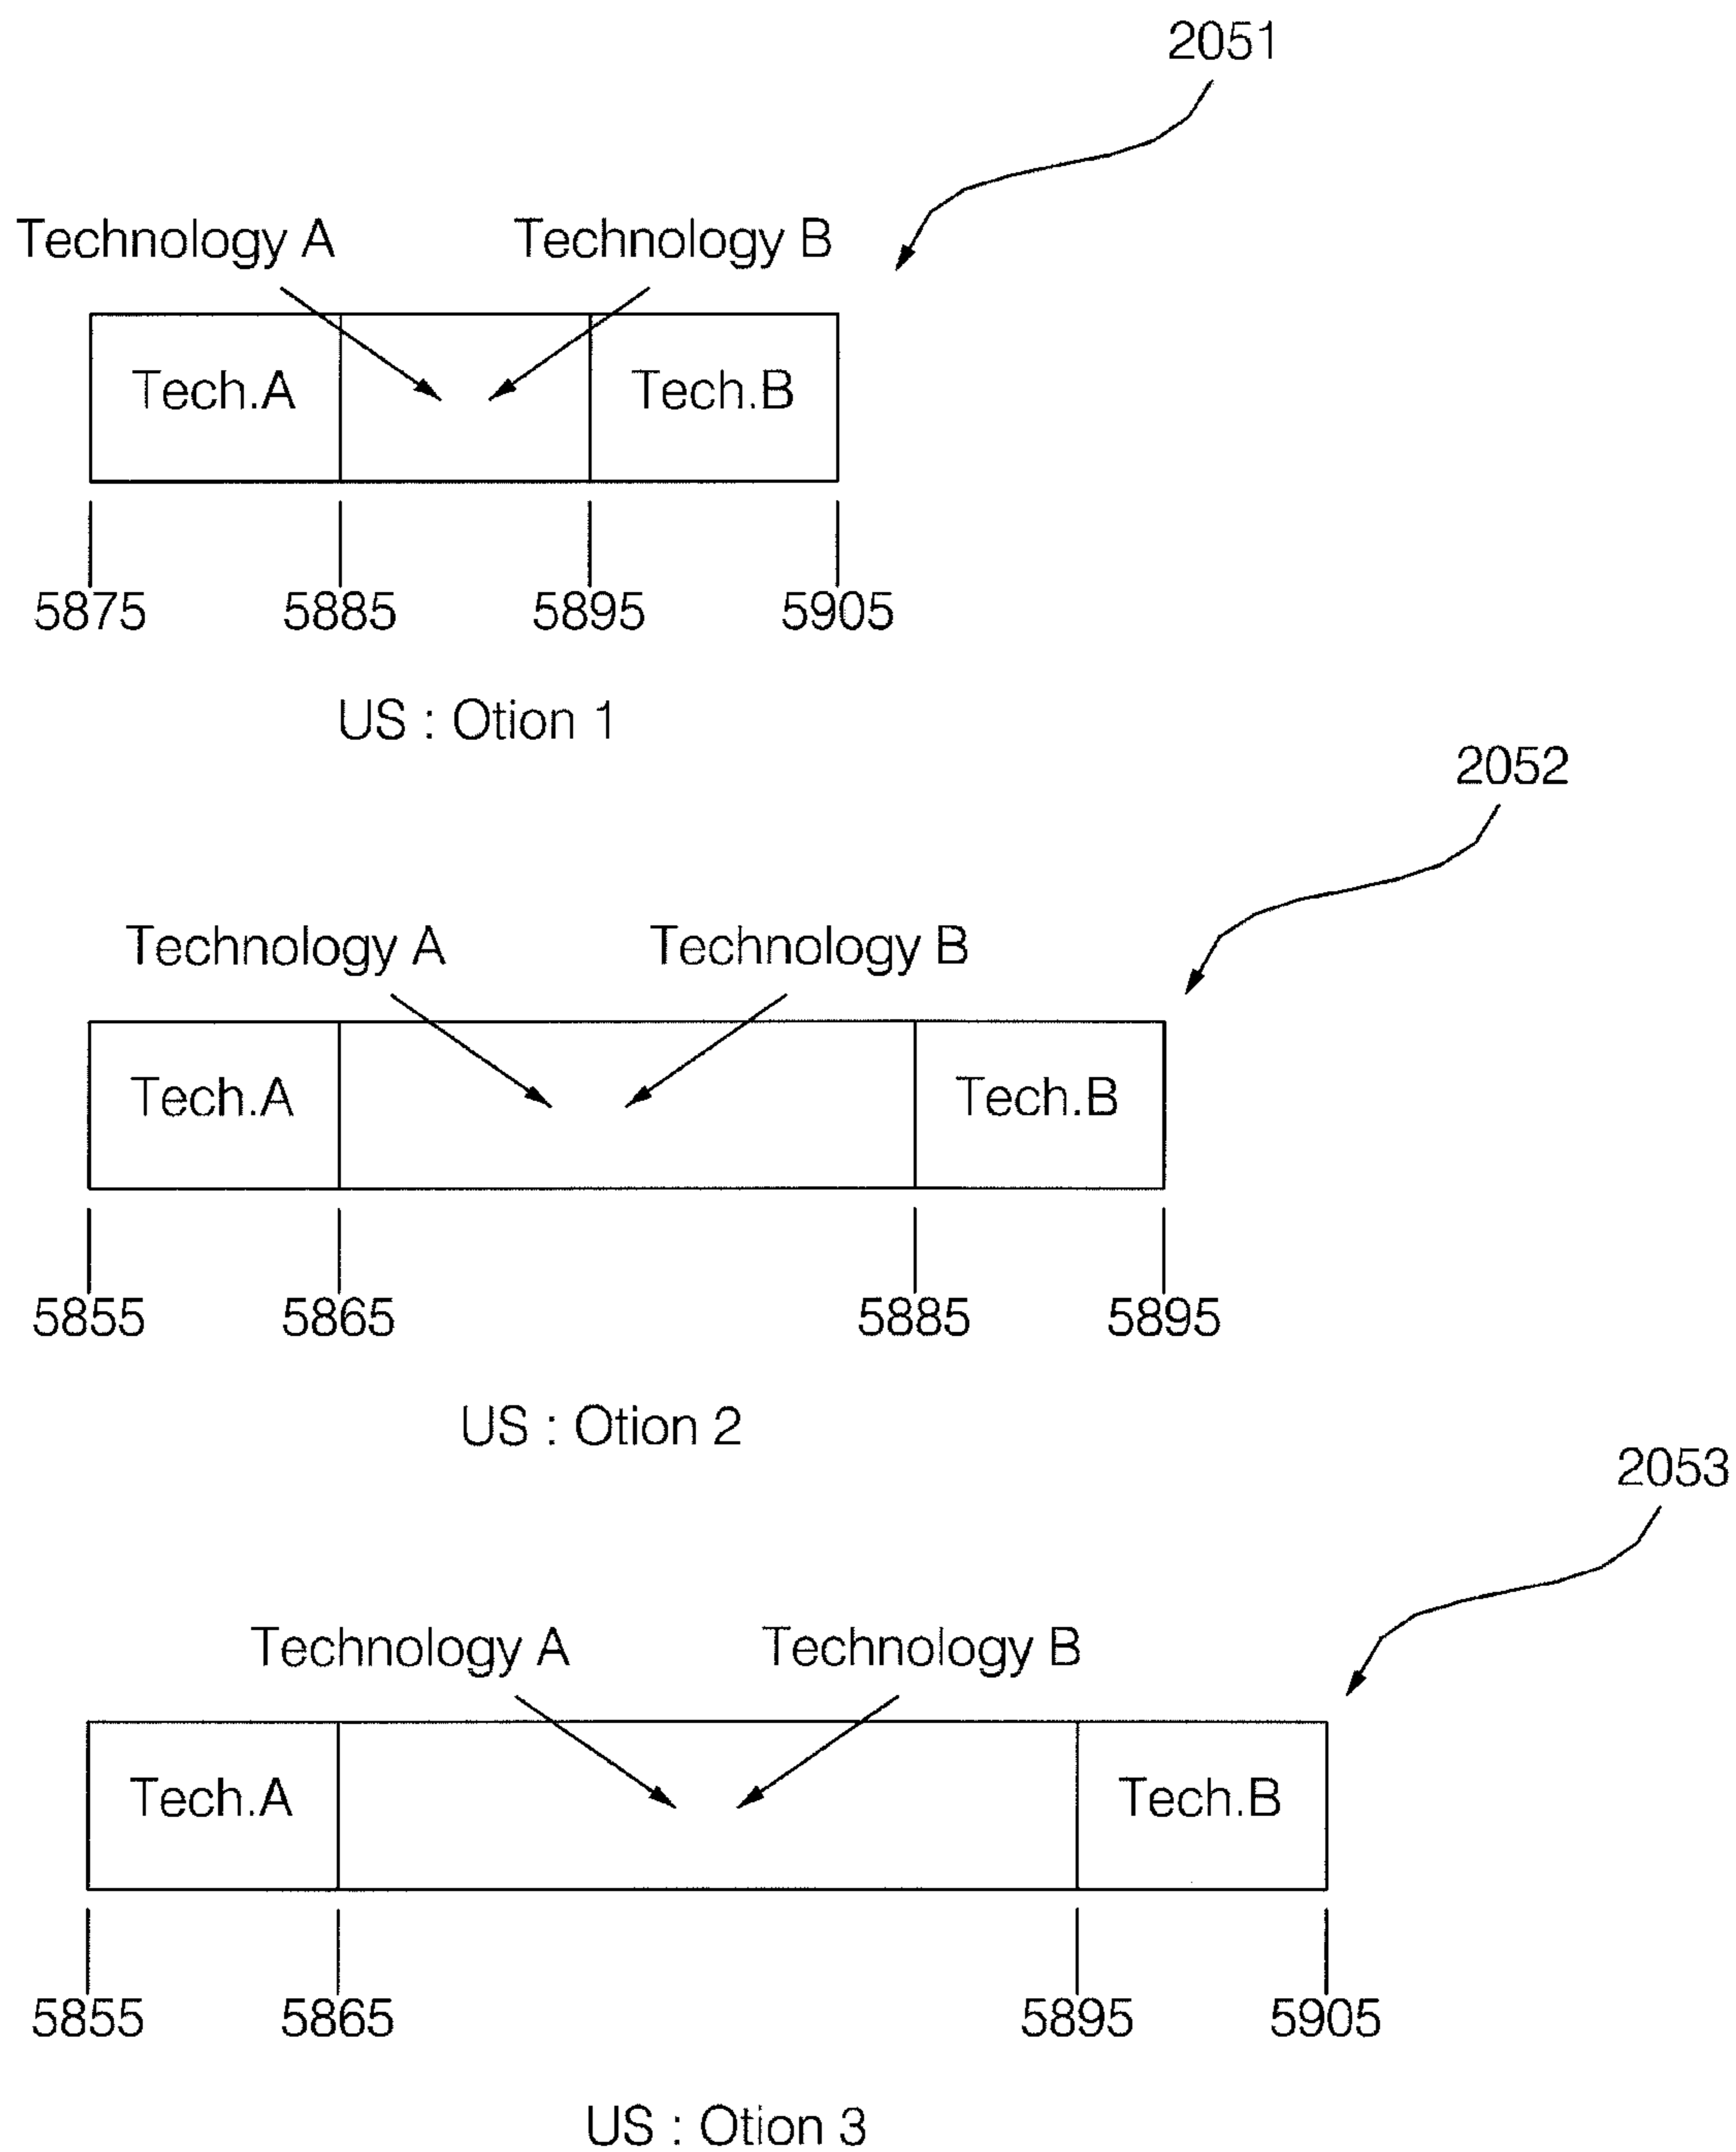 2051
Technology A Technology B
Tech.A Tech.B
5875 5885 5895 5905
US : Otion 1
2052
Technology A Technology B
Tech.A Tech.B
5855 5865 5885 5895
US : Otion 2
2053
Technology A Technology B
Tech.A Tech.B
5855 5865 5895 5905
US : Otion 3